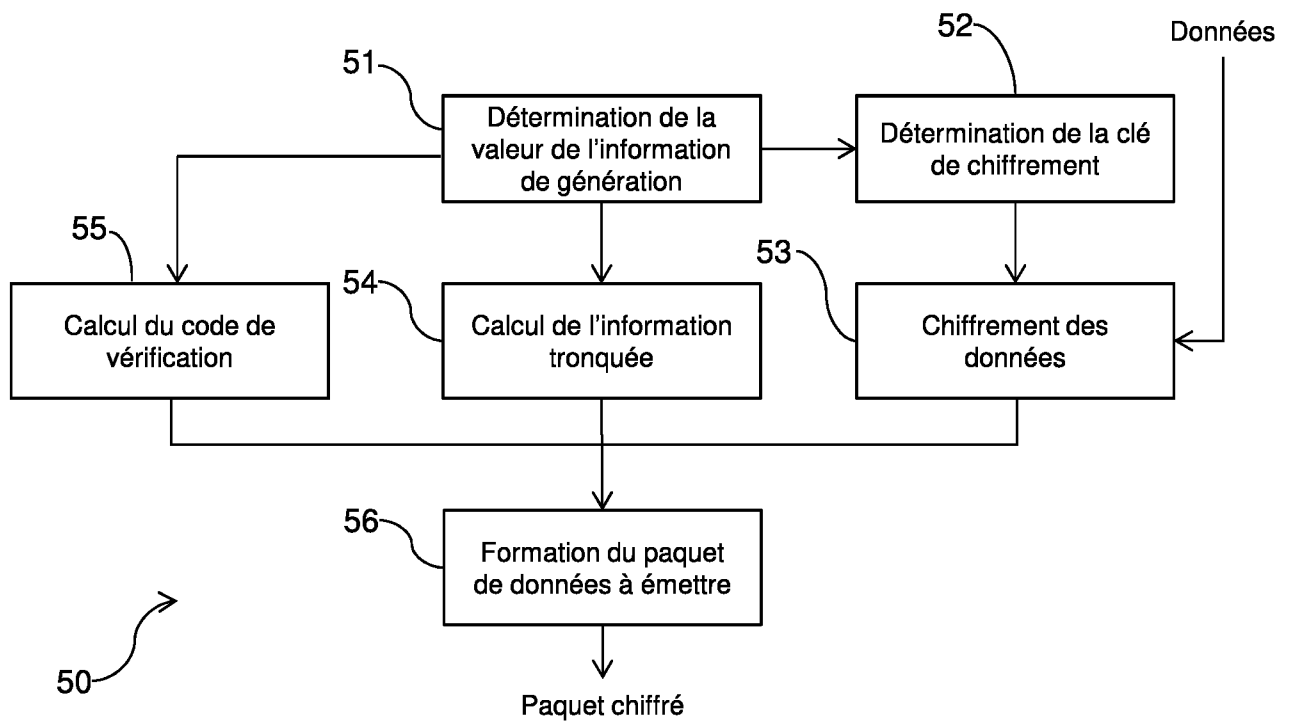 52
Données
51
Détermination de la
valeur de l'information
de génération
Détermination de la clé
de chiffrement
55
54
53
Calcul du code de
vérification
Calcul de l'information
tronquée
Chiffrement des
données
56
Formation du paquet
de données à émettre
50
Paquet chiffré